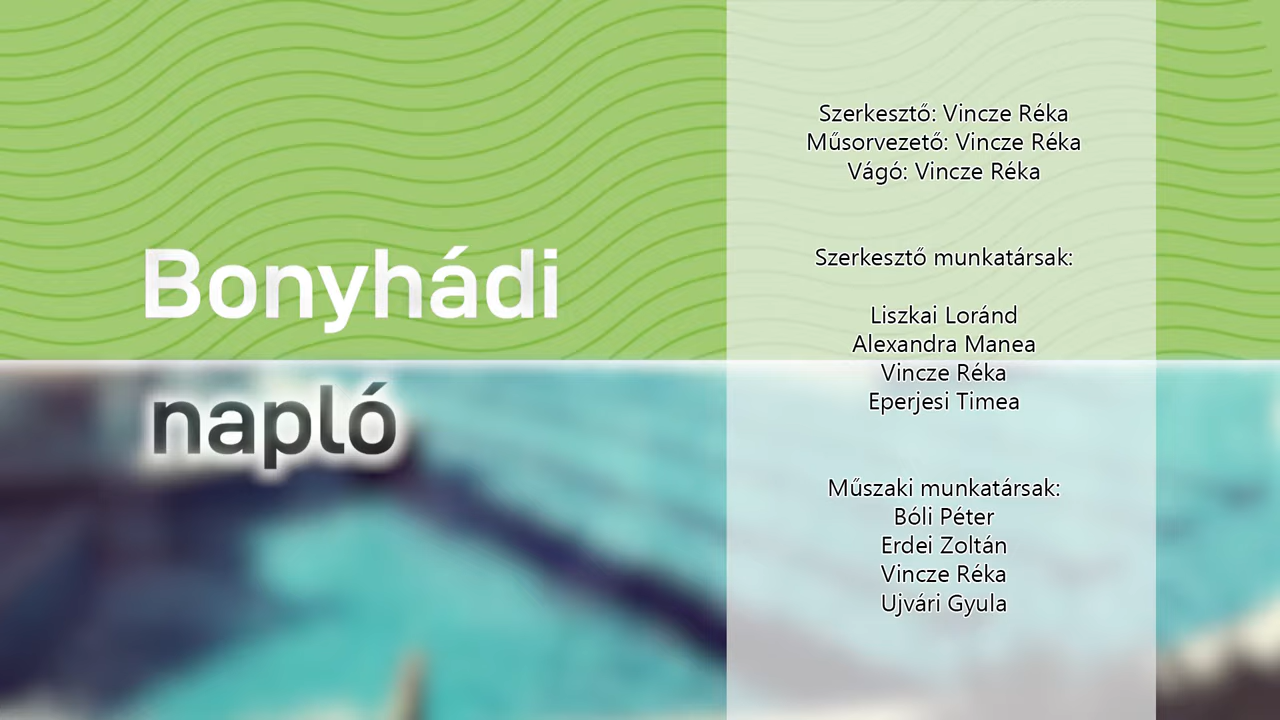 Bonyhádi
napló
Szerkesztő: Vincze Réka
Műsorvezető: Vincze Réka
Vágó: Vincze Réka
Szerkesztő munkatársak:
Liszkai Loránd
Alexandra Manea
Vincze Réka
Eperjesi Timea
Műszaki munkatársak:
Bóli Péter
Erdei Zoltán
Vincze Réka
Ujvári Gyula